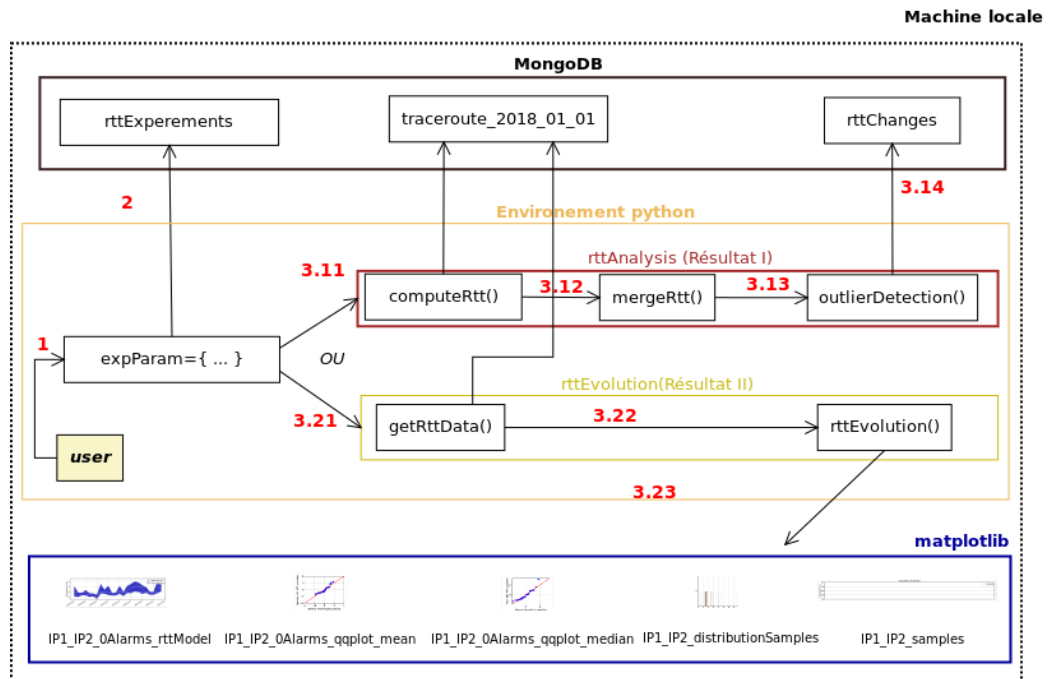 Machine locale
MongoDB
rttExperements
traceroute_2018_01_01
rttChanges
2
3.14
Environement python
rttAnalysis (Résultat I)
3.11
computeRtt()
3.12
mergeRtt()
3.13
outlierDetection()
1
expParam={ ... }
OU
rttEvolution(Résultat II)
3.21
getRttData()
3.22
rttEvolution()
user
3.23
matplotlib
IP1_IP2_0Alarms_rttModel
IP1_IP2_0Alarms_qqplot_mean
IP1_IP2_0Alarms_qqplot_median
IP1_IP2_distributionSamples
IP1_IP2_samples